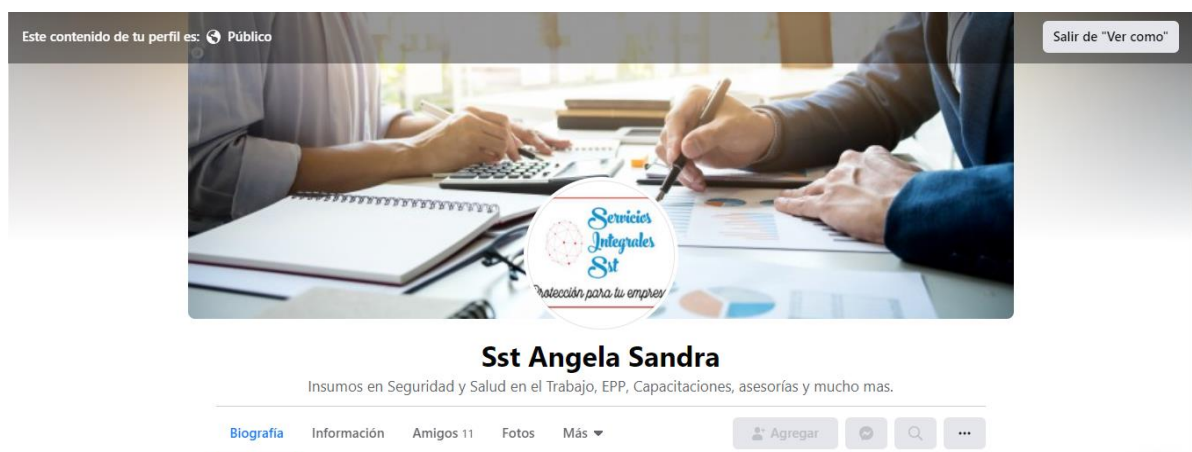 Este contenido de tu perfil es: Público
Salir de "Ver como"
Servicios
Integrales
Sst
Protección para tu empres
Sst Angela Sandra
Insumos en Seguridad y Salud en el Trabajo, EPP, Capacitaciones, asesorías y mucho mas.
Biografía Información Amigos 11 Fotos Más Agregar